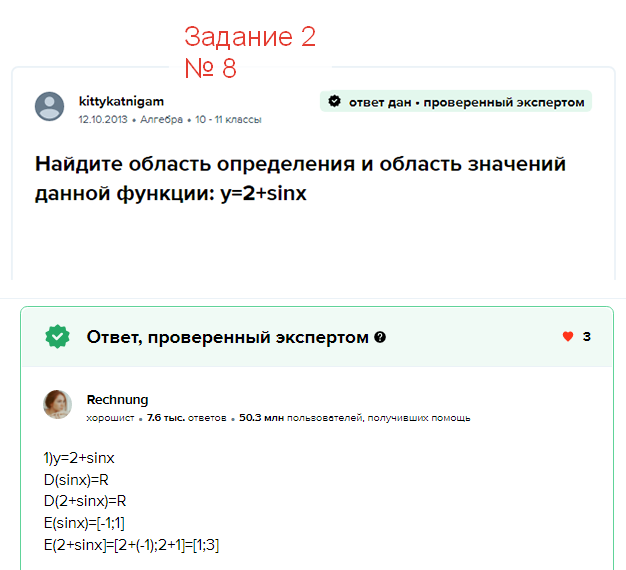 Задание 2
№ 8
kittykatnigam
ответ дан • проверенный экспертом
12.10.2013 • Алгебра • 10 - 11 классы
Найдите область определения и область значений
данной функции: y=2+sinx
Ответ, проверенный экспертом ?
3
Rechnung
хорошист • 7.6 тыс. ответов • 50.3 млн пользователей, получивших помощь
1)y=2+sinx
D(sinx)=R
D(2+sinx)=R
E(sinx)=[-1;1]
E(2+sinx]=[2+(-1);2+1]=[1;3]